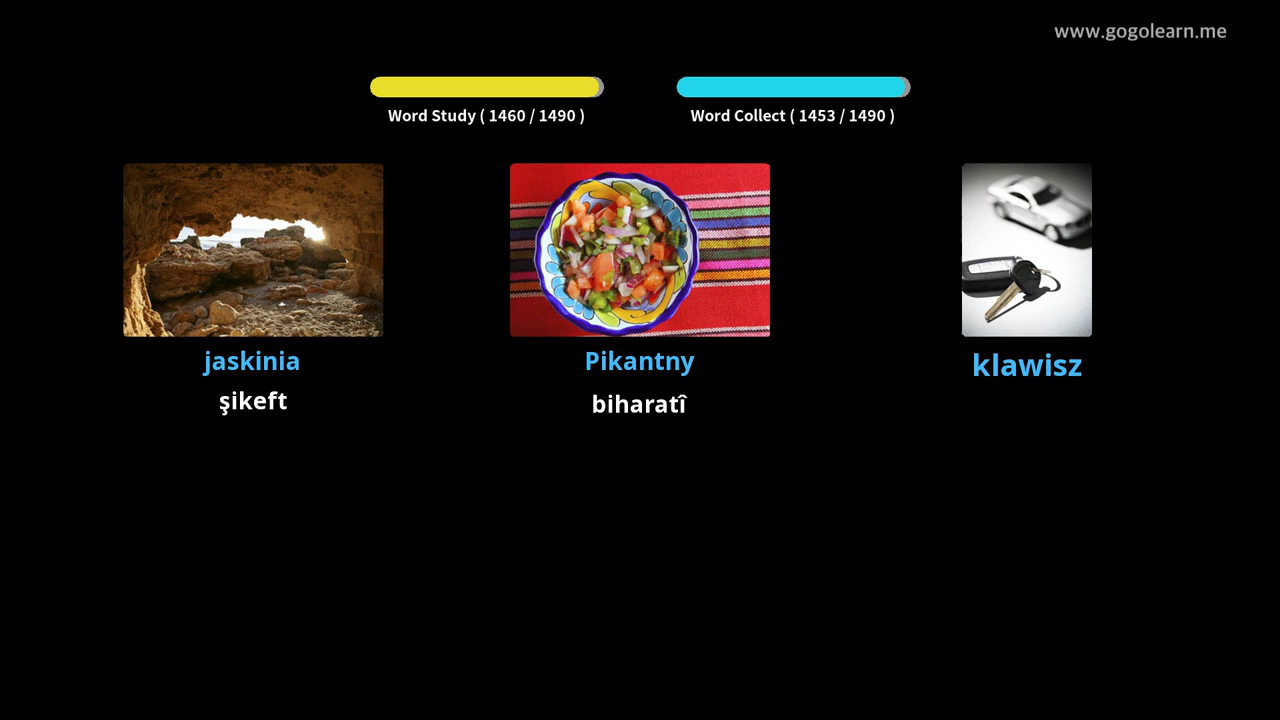 www.gogolearn.me
Word Study ( 1460 / 1490 )
Word Collect ( 1453 / 1490 )
jaskinia
Pikantny
klawisz
şikeft
biharatî